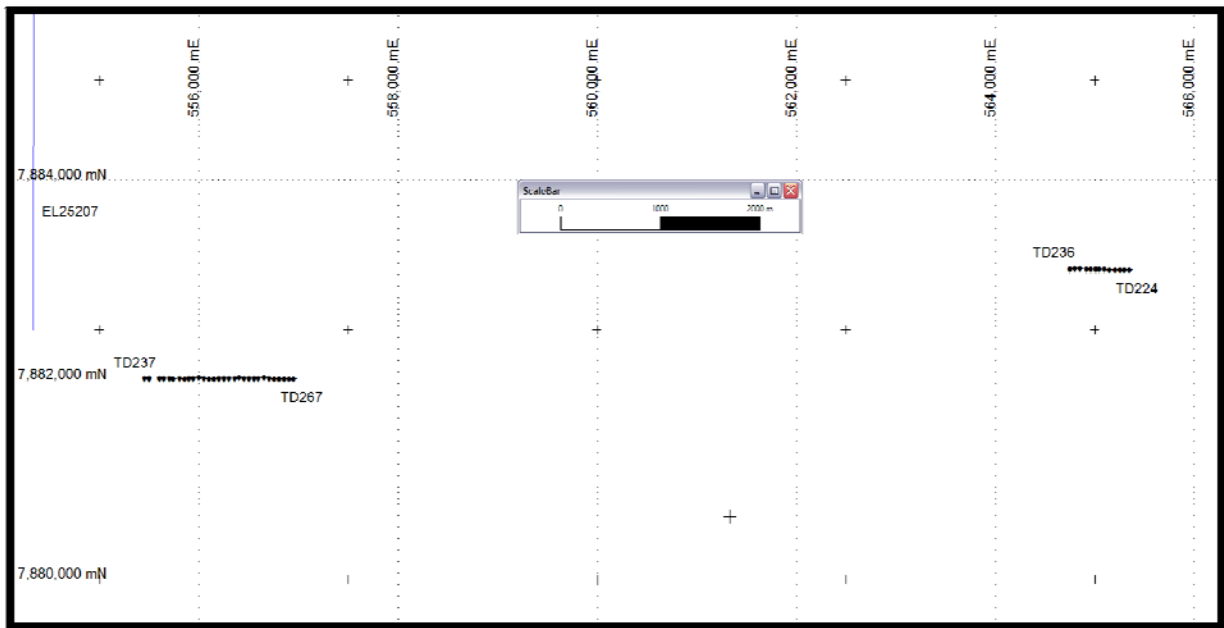 556,000 mE
558,000 mE
560,000 mE
562,000 mE
564,000 mE
566,000 mE
7,884,000 mN
ScaleBar
0 1000 2000 m
EL25207
TD236
TD224
TD237
7,882,000 mN
TD267
7,880,000 mN